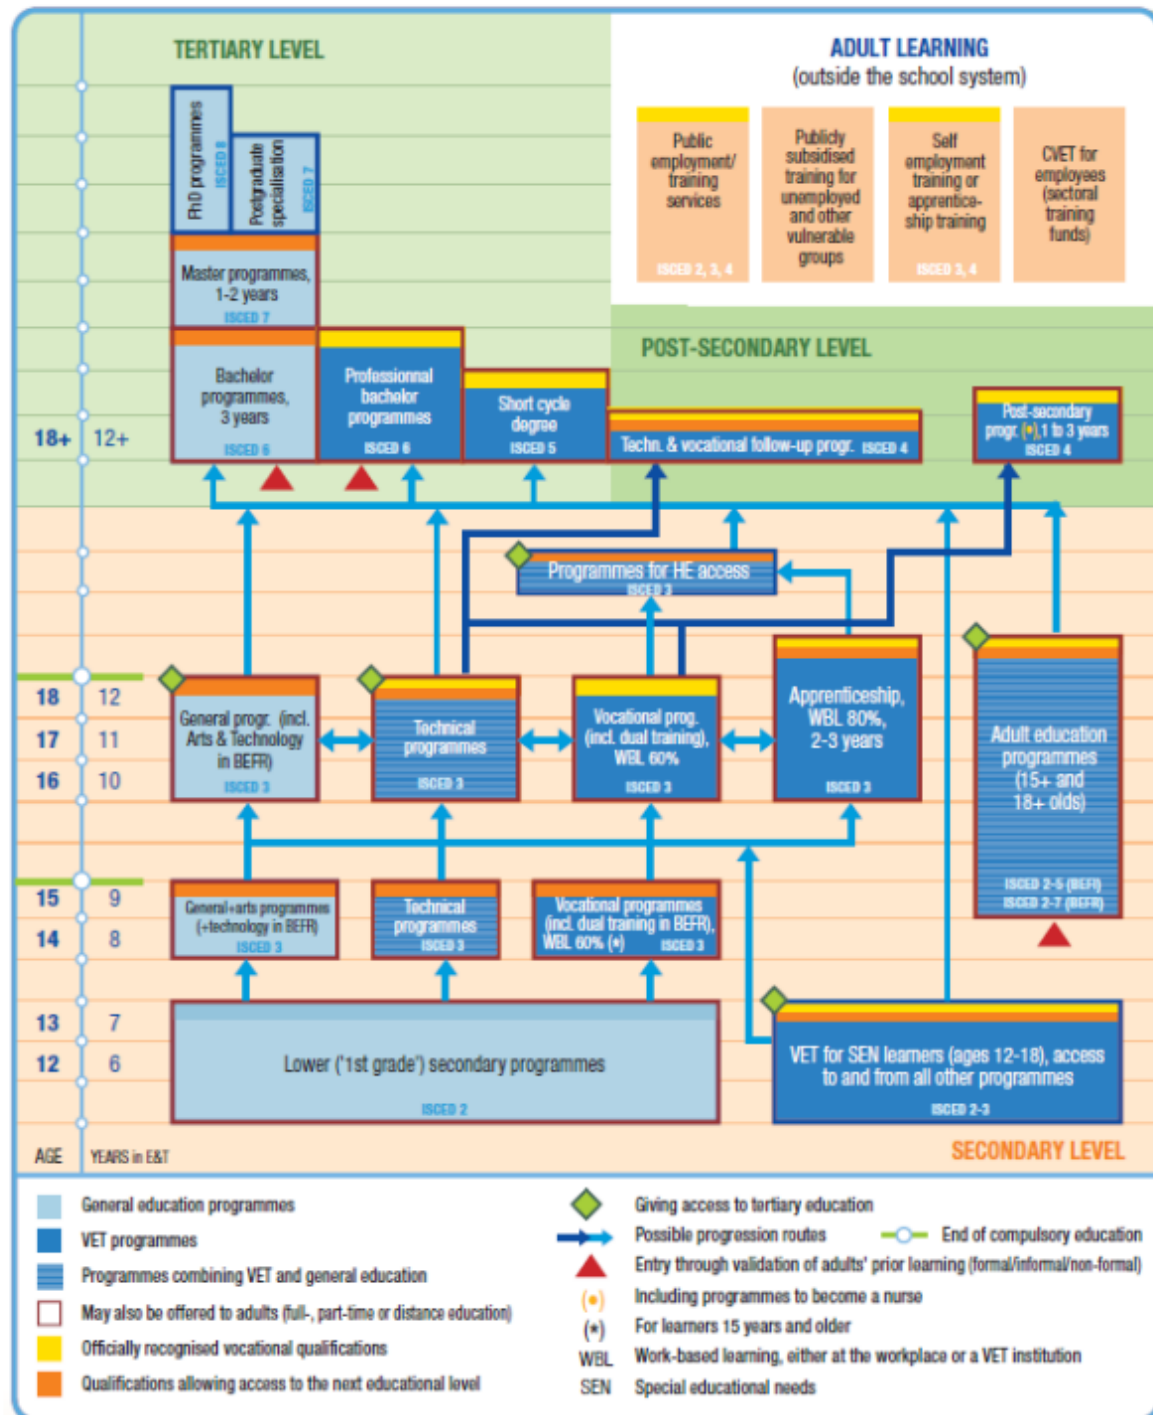 TERTIARY LEVEL
ADULT LEARNING
(outside the school system)
PhD programmes
ISCED 8
Postgraduate
specialisation
ISCED 7
Public
employment/
training
services
ISCED 2, 3, 4
Publicly
subsidised
training for
unemployed
and other
vulnerable
groups
Self
employment
training or
apprentice-
ship training
ISCED 3, 4
CVET for
employees
(sectoral
training
funds)
Master programmes,
1-2 years
ISCED 7
POST-SECONDARY LEVEL
Bachelor
programmes,
3 years
ISCED 6
Professionnal
bachelor
programmes
ISCED 6
Short cycle
degree
ISCED 5
Techn. & vocational follow-up progr. ISCED 4
Post-secondary
progr. (•),1 to 3 years
ISCED 4
18+ 12+
Programmes for HE access
ISCED 3
18 12
17 11
16 10
General progr. (incl.
Arts & Technology
in BEFR)
ISCED 3
Technical
programmes
ISCED 3
Vocational prog.
(incl. dual training),
WBL 60%
ISCED 3
Apprenticeship,
WBL 80%,
2-3 years
ISCED 3
Adult education
programmes
(15+ and
18+ olds)
ISCED 2-5 (BEFl)
ISCED 2-7 (BEFR)
15 9
14 8
General+arts programmes
(+technology in BEFR)
ISCED 3
Technical
programmes
ISCED 3
Vocational programmes
(incl. dual training in BEFR),
WBL 60% (*) ISCED 3
13 7
12 6
Lower ('1st grade') secondary programmes
ISCED 2
VET for SEN learners (ages 12-18), access
to and from all other programmes
ISCED 2-3
AGE YEARS in E&T
SECONDARY LEVEL
General education programmes
VET programmes
Programmes combining VET and general education
May also be offered to adults (full-, part-time or distance education)
Officially recognised vocational qualifications
Qualifications allowing access to the next educational level
Giving access to tertiary education
Possible progression routes
End of compulsory education
Entry through validation of adults' prior learning (formal/informal/non-formal)
(•) Including programmes to become a nurse
(*) For learners 15 years and older
WBL Work-based learning, either at the workplace or a VET institution
SEN Special educational needs